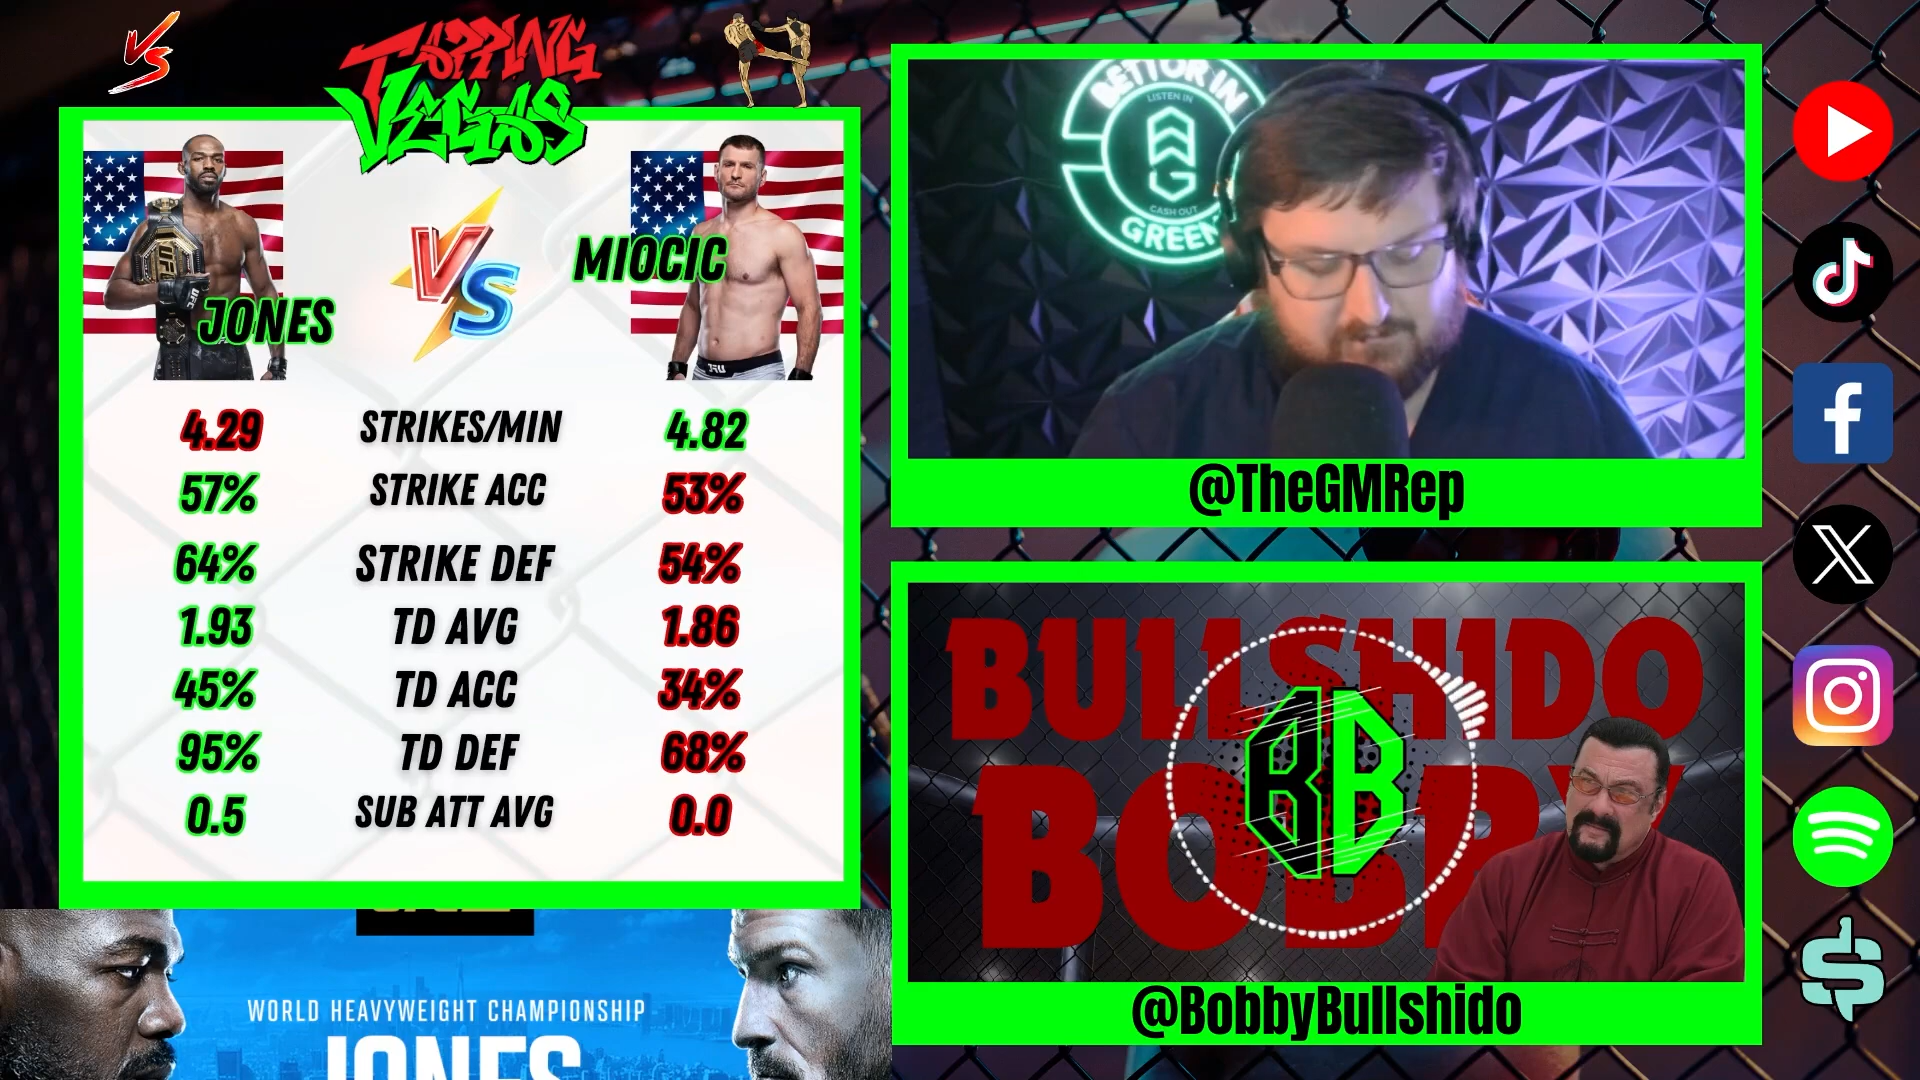 VS
TAPPING
VEGAS
JONES
VS
MIOCIC
4.29 STRIKES/MIN 4.82
57% STRIKE ACC 53%
64% STRIKE DEF 54%
1.93 TD AVG 1.86
45% TD ACC 34%
95% TD DEF 68%
0.5 SUB ATT AVG 0.0
WORLD HEAVYWEIGHT CHAMPIONSHIP
JONES
BETTOR IN
LISTEN IN
CASH OUT
GREEN
@TheGMRep
BULLSHIDO
BOBBY
BB
@BobbyBullshido